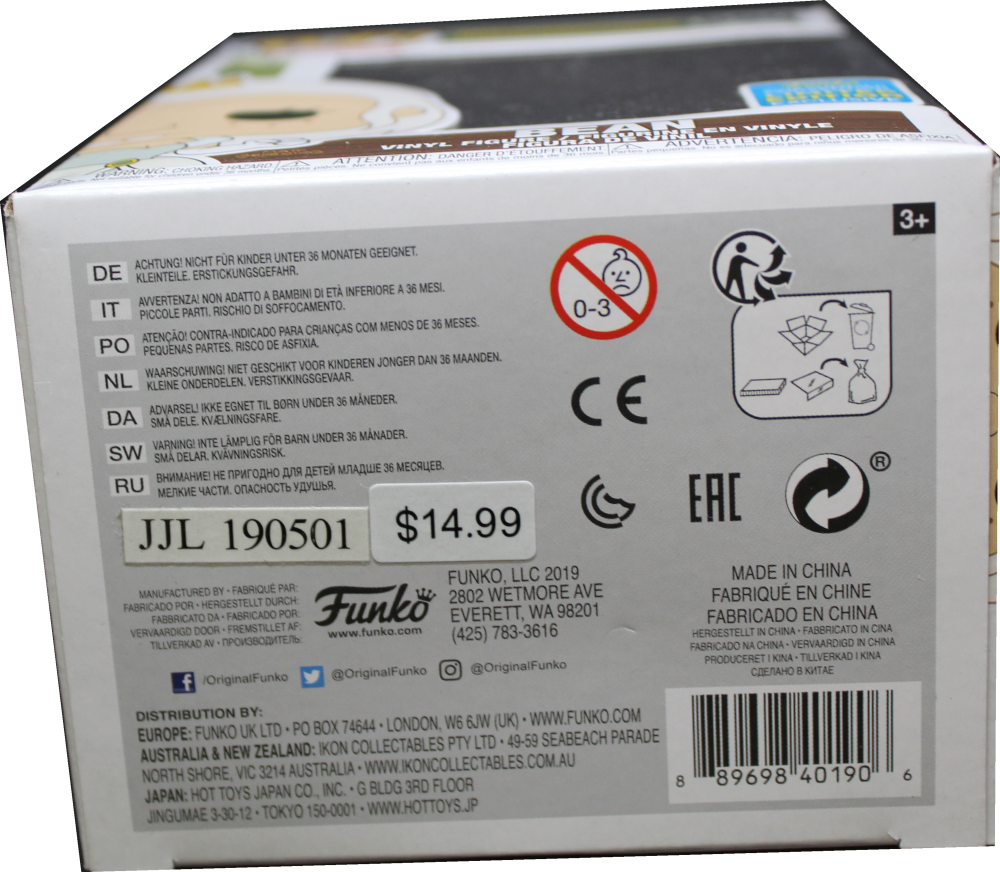 BEAN
VINYL FIGURE / FIGURINE EN VINYLE
WARNING: CHOKING HAZARD
ATTENTION: DANGER D'ÉTOUFFEMENT
ADVERTENCIA: PELIGRO DE ASFIXIA
3+
DE ACHTUNG! NICHT FÜR KINDER UNTER 36 MONATEN GEEIGNET.
KLEINTEILE. ERSTICKUNGSGEFAHR.
IT AVVERTENZA! NON ADATTO A BAMBINI DI ETÀ INFERIORE A 36 MESI.
PICCOLE PARTI. RISCHIO DI SOFFOCAMENTO.
PO ATENÇÃO! CONTRA-INDICADO PARA CRIANÇAS COM MENOS DE 36 MESES.
PEQUENAS PARTES. RISCO DE ASFIXIA.
NL WAARSCHUWING! NIET GESCHIKT VOOR KINDEREN JONGER DAN 36 MAANDEN.
KLEINE ONDERDELEN. VERSTIKKINGSGEVAAR.
DA ADVARSEL! IKKE EGNET TIL BØRN UNDER 36 MÅNEDER.
SMÅ DELE. KVÆLNINGSFARE.
SW VARNING! INTE LÄMPLIG FÖR BARN UNDER 36 MÅNADER.
SMÅ DELAR. KVÄVNINGSRISK.
RU ВНИМАНИЕ! НЕ ПРИГОДНО ДЛЯ ДЕТЕЙ МЛАДШЕ 36 МЕСЯЦЕВ.
МЕЛКИЕ ЧАСТИ. ОПАСНОСТЬ УДУШЬЯ.
0-3
CE
EAC
®
JJL 190501
$14.99
MANUFACTURED BY • FABRIQUÉ PAR:
FABRICADO POR • HERGESTELLT DURCH:
FABBRICATO DA • FABRICADO POR:
VERVAARDIGD DOOR • FREMSTILLET AF:
TILLVERKAD AV • ПРОИЗВОДИТЕЛЬ:
Funko
www.funko.com
FUNKO, LLC 2019
2802 WETMORE AVE
EVERETT, WA 98201
(425) 783-3616
MADE IN CHINA
FABRIQUÉ EN CHINE
FABRICADO EN CHINA
HERGESTELLT IN CHINA • FABBRICATO IN CINA
FABRICADO NA CHINA • VERVAARDIGD IN CHINA
PRODUCERET I KINA • TILLVERKAD I KINA
СДЕЛАНО В КИТАЕ
/OriginalFunko @OriginalFunko @OriginalFunko
DISTRIBUTION BY:
EUROPE: FUNKO UK LTD • PO BOX 74644 • LONDON, W6 6JW (UK) • WWW.FUNKO.COM
AUSTRALIA & NEW ZEALAND: IKON COLLECTABLES PTY LTD • 49-59 SEABEACH PARADE
NORTH SHORE, VIC 3214 AUSTRALIA • WWW.IKONCOLLECTABLES.COM.AU
JAPAN: HOT TOYS JAPAN CO., INC. • G BLDG 3RD FLOOR
JINGUMAE 3-30-12 • TOKYO 150-0001 • WWW.HOTTOYS.JP
8 89698 40190 6